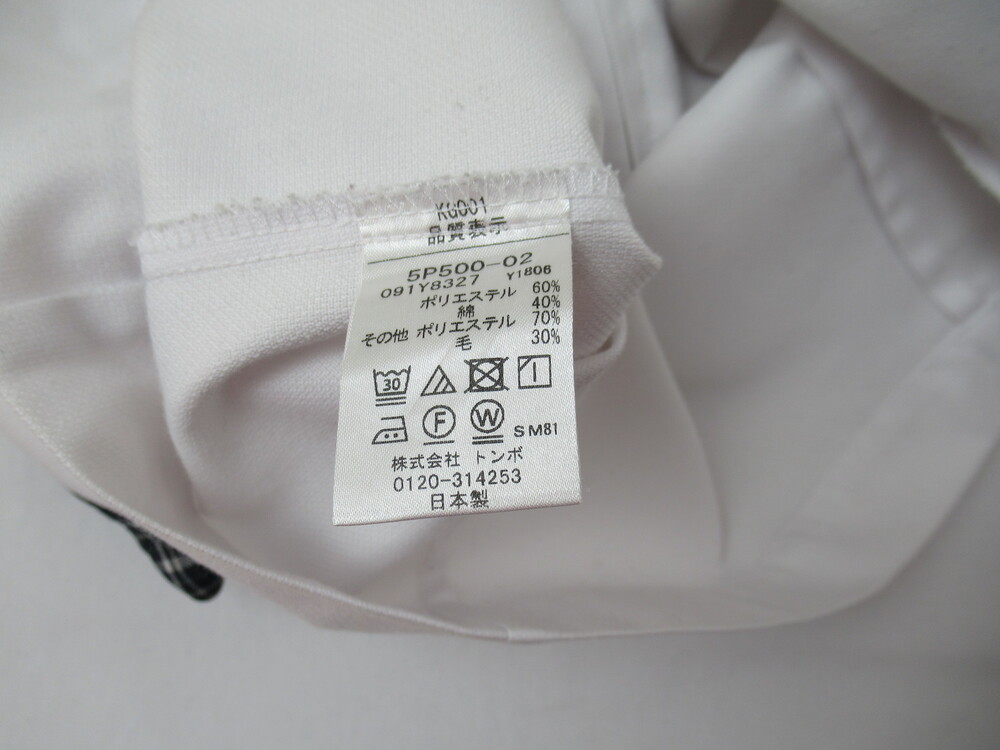 KG001
品質表示
5P500-02
091Y8327 Y1806
ポリエステル 60%
綿 40%
その他 ポリエステル 70%
毛 30%
30
F W SM81
株式会社 トンボ
0120-314253
日本製